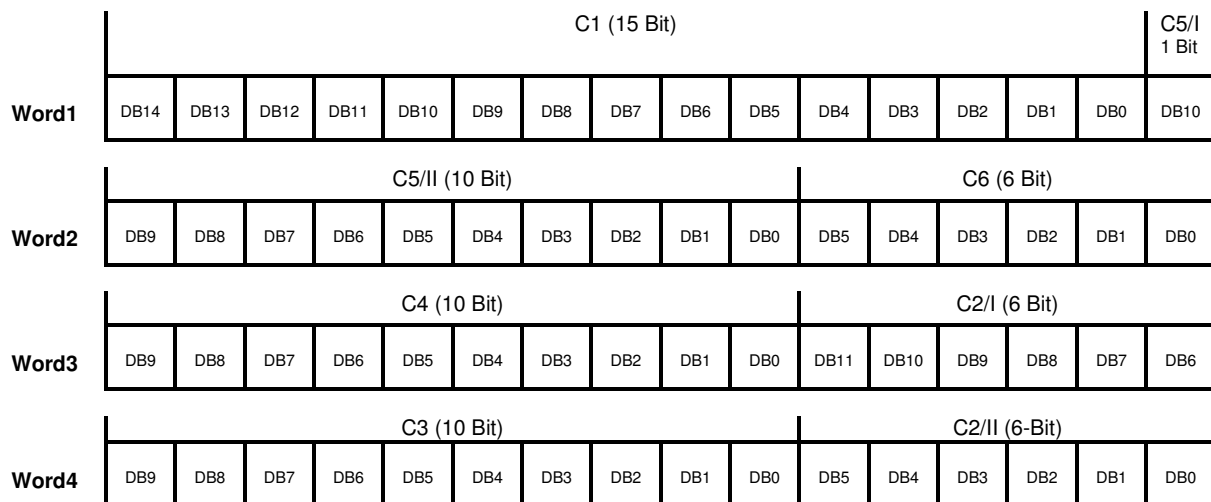 C1 (15 Bit) C5/I
1 Bit
Word1 DB14 DB13 DB12 DB11 DB10 DB9 DB8 DB7 DB6 DB5 DB4 DB3 DB2 DB1 DB0 DB10
C5/II (10 Bit) C6 (6 Bit)
Word2 DB9 DB8 DB7 DB6 DB5 DB4 DB3 DB2 DB1 DB0 DB5 DB4 DB3 DB2 DB1 DB0
C4 (10 Bit) C2/I (6 Bit)
Word3 DB9 DB8 DB7 DB6 DB5 DB4 DB3 DB2 DB1 DB0 DB11 DB10 DB9 DB8 DB7 DB6
C3 (10 Bit) C2/II (6-Bit)
Word4 DB9 DB8 DB7 DB6 DB5 DB4 DB3 DB2 DB1 DB0 DB5 DB4 DB3 DB2 DB1 DB0